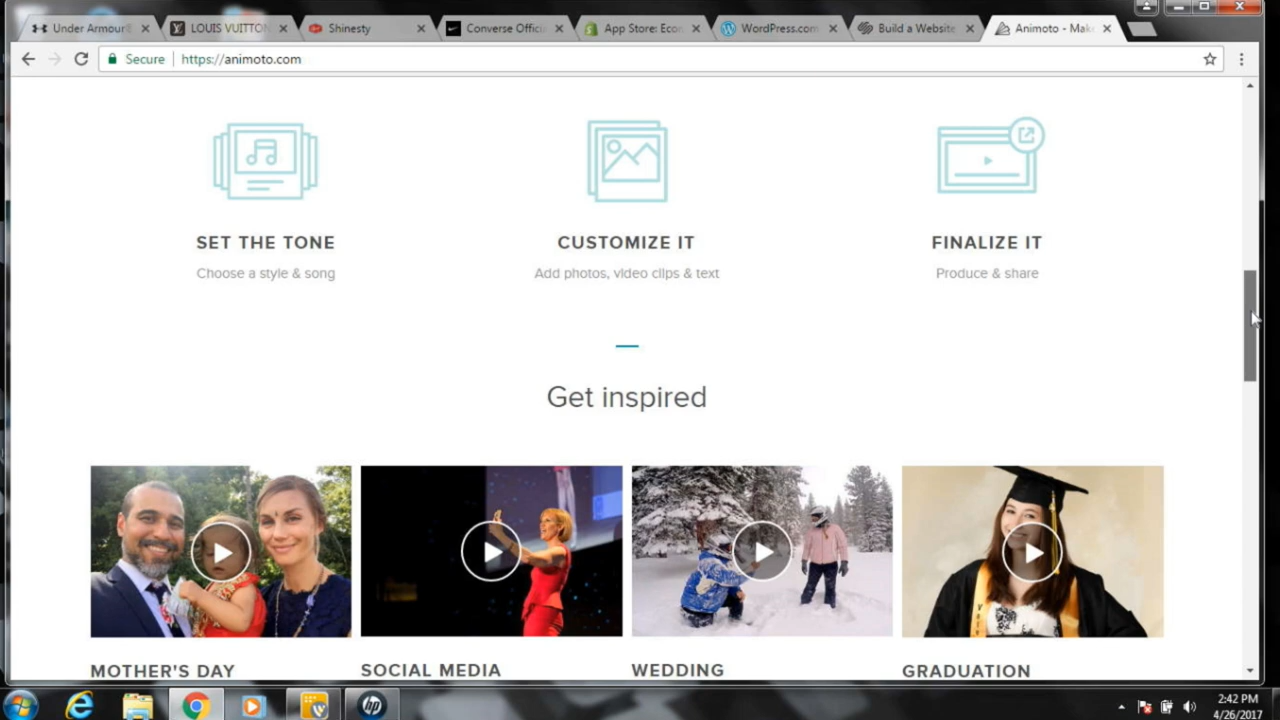 Under Armour®
LOUIS VUITTON
Shinesty
Converse Offici
App Store: Econ
WordPress.com
Build a Website
Animoto - Mak
Secure
https://animoto.com
SET THE TONE
CUSTOMIZE IT
FINALIZE IT
Choose a style & song
Add photos, video clips & text
Produce & share
Get inspired
MOTHER'S DAY
SOCIAL MEDIA
WEDDING
GRADUATION
hp
2:42 PM
4/26/2017